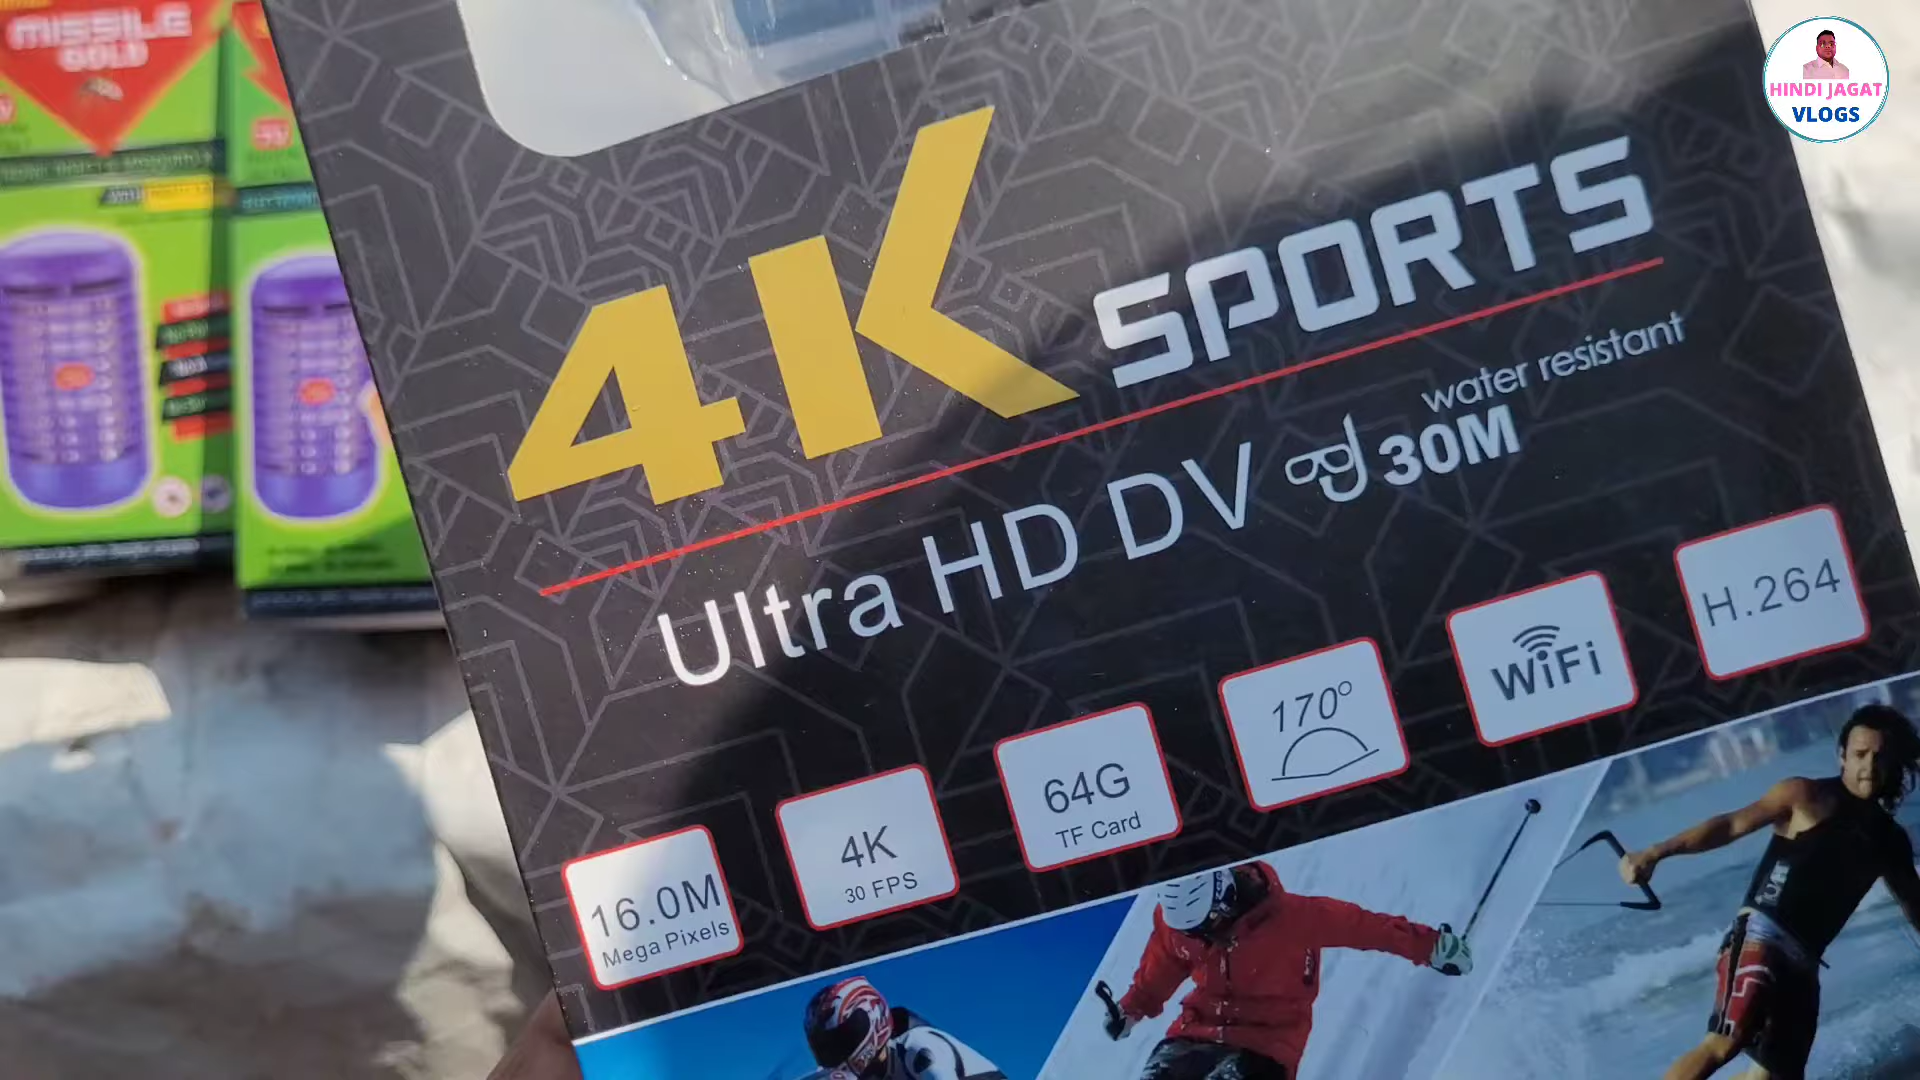 MISSILE
GOLD
HINDI JAGAT
VLOGS
4K SPORTS
water resistant
Ultra HD DV 30M
16.0M
Mega Pixels
4K
30 FPS
64G
TF Card
170°
WiFi
H.264